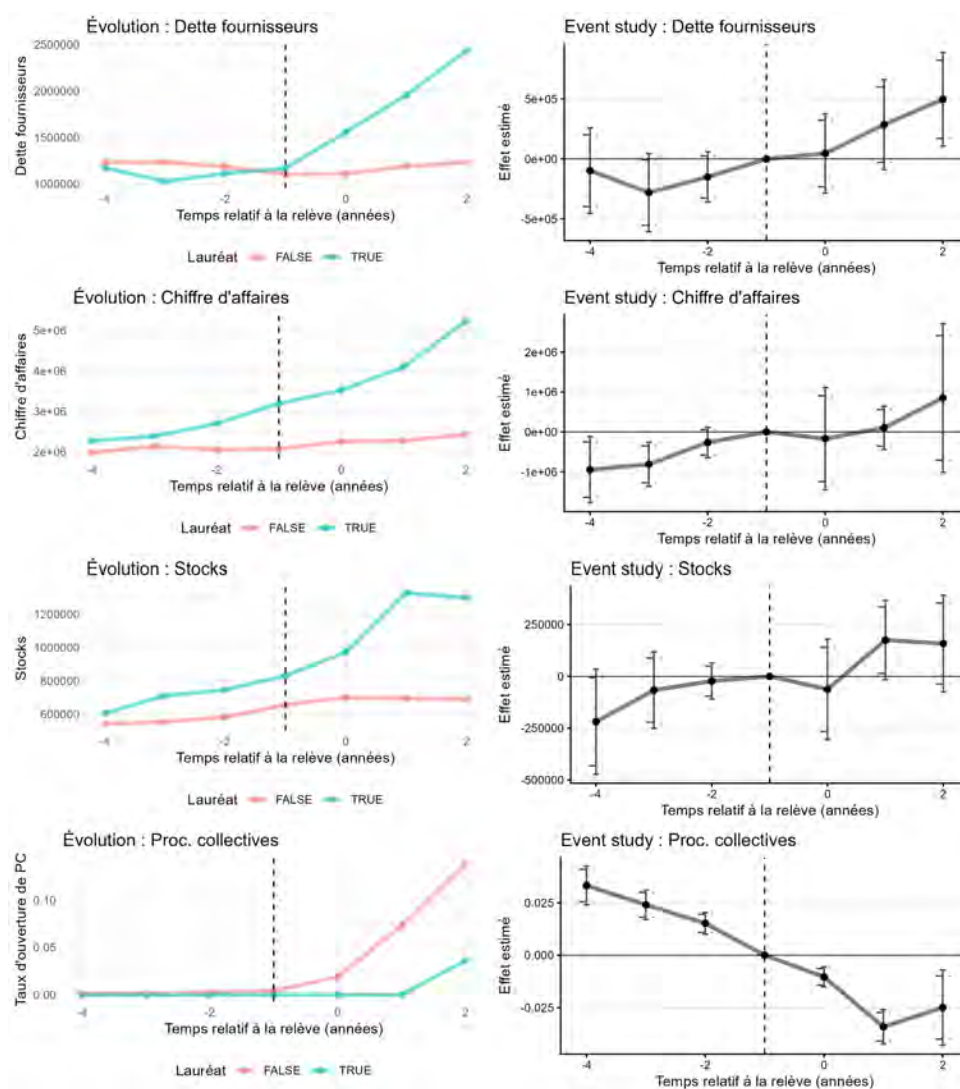 Évolution : Dette fournisseurs
Dette fournisseurs
2500000
2000000
1500000
1000000
-4
-2
0
2
Temps relatif à la relève (années)
Lauréat FALSE TRUE
Event study : Dette fournisseurs
Effet estimé
5e+05
0e+00
-5e+05
-4
-2
0
2
Temps relatif à la relève (années)
Évolution : Chiffre d'affaires
Chiffre d'affaires
5e+06
4e+06
3e+06
2e+06
-4
-2
0
2
Temps relatif à la relève (années)
Lauréat FALSE TRUE
Event study : Chiffre d'affaires
Effet estimé
2e+06
1e+06
0e+00
-1e+06
-4
-2
0
2
Temps relatif à la relève (années)
Évolution : Stocks
Stocks
1200000
1000000
800000
600000
-4
-2
0
2
Temps relatif à la relève (années)
Lauréat FALSE TRUE
Event study : Stocks
Effet estimé
250000
0
-250000
-500000
-4
-2
0
2
Temps relatif à la relève (années)
Évolution : Proc. collectives
Taux d'ouverture de PC
0.10
0.05
0.00
-4
-2
0
2
Temps relatif à la relève (années)
Lauréat FALSE TRUE
Event study : Proc. collectives
Effet estimé
0.025
0.000
-0.025
-4
-2
0
2
Temps relatif à la relève (années)